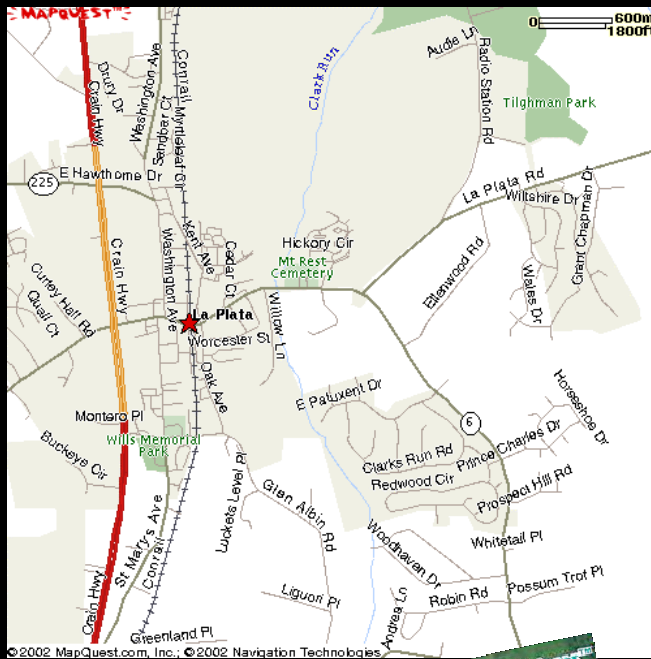 MAPQUEST
0 600m
1800ft
Audie Ln
Radio Station Rd
Tilghman Park
Clark Run
Drury Dr
Crain Hwy
Washington Ave
Sandbar Ct
Conrail
Myrtleleaf Cir
225
E Hawthorne Dr
La Plata Rd
Wiltshire Dr
Grant Chapman Dr
Wales Dr
Ellenwood Rd
Kent Ave
Cedar Ct
Hickory Cir
Mt Rest
Cemetery
Crain Hwy
Washington Ave
Curley Hall Rd
Quail Ct
La Plata
Worcester St
Willow Ln
Oak Ave
E Patuxent Dr
Horseshoe Dr
6
Montero Pl
Wills Memorial
Park
Buckeye Cir
Clarks Run Rd
Prince Charles Dr
Redwood Cir
Prospect Hill Rd
Luckets Level Pl
Glen Albin Rd
Woodhaven Dr
Whitetail Pl
St Marys Ave
Conrail
Crain Hwy
Liguori Pl
Andrea Ln
Robin Rd
Possum Trot Pl
Greenland Pl
©2002 MapQuest.com, Inc.; ©2002 Navigation Technologies